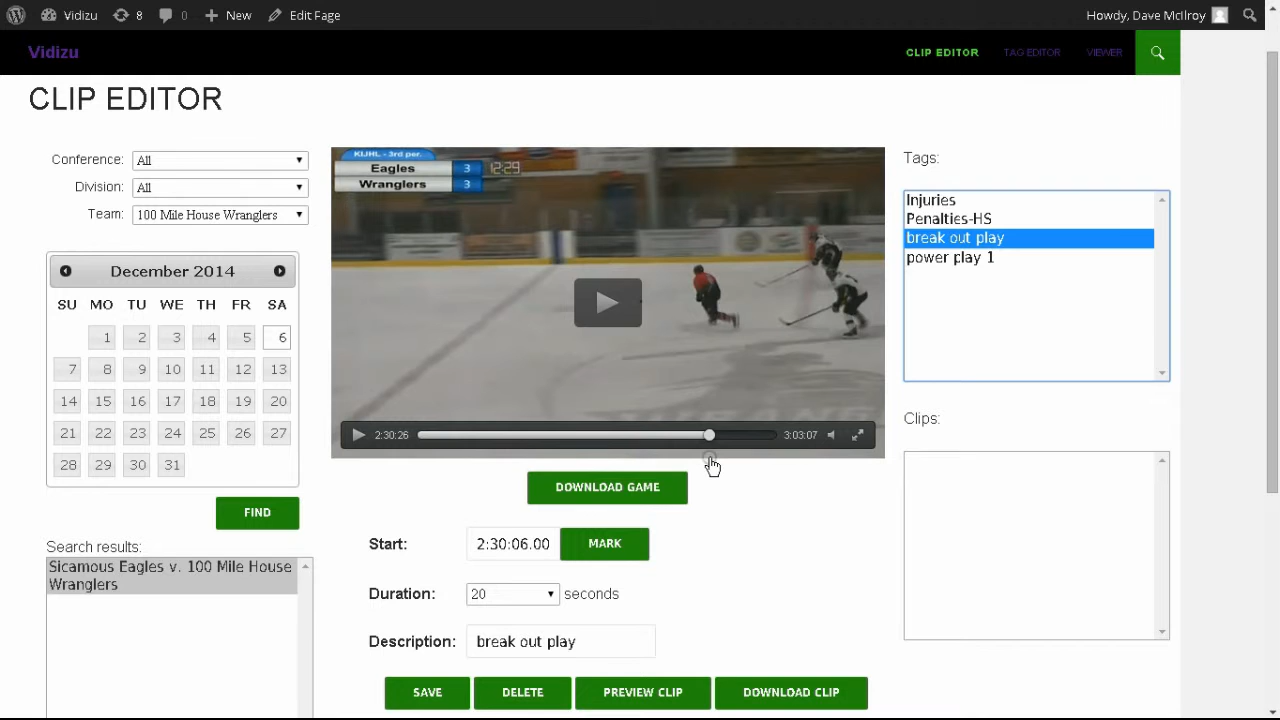 Vidizu 8 0 New Edit Page Howdy, Dave McIlroy
Vidizu CLIP EDITOR TAG EDITOR VIEWER
CLIP EDITOR
Conference: All
Division: All
Team: 100 Mile House Wranglers
December 2014
SU MO TU WE TH FR SA
1 2 3 4 5 6
7 8 9 10 11 12 13
14 15 16 17 18 19 20
21 22 23 24 25 26 27
28 29 30 31
FIND
Search results:
Sicamous Eagles v. 100 Mile House
Wranglers
KIJHL - 3rd per.
Eagles 3 12:29
Wranglers 3
2:30:26 3:03:07
DOWNLOAD GAME
Start: 2:30:06.00 MARK
Duration: 20 seconds
Description: break out play
SAVE DELETE PREVIEW CLIP DOWNLOAD CLIP
Tags:
Injuries
Penalties-HS
break out play
power play 1
Clips: